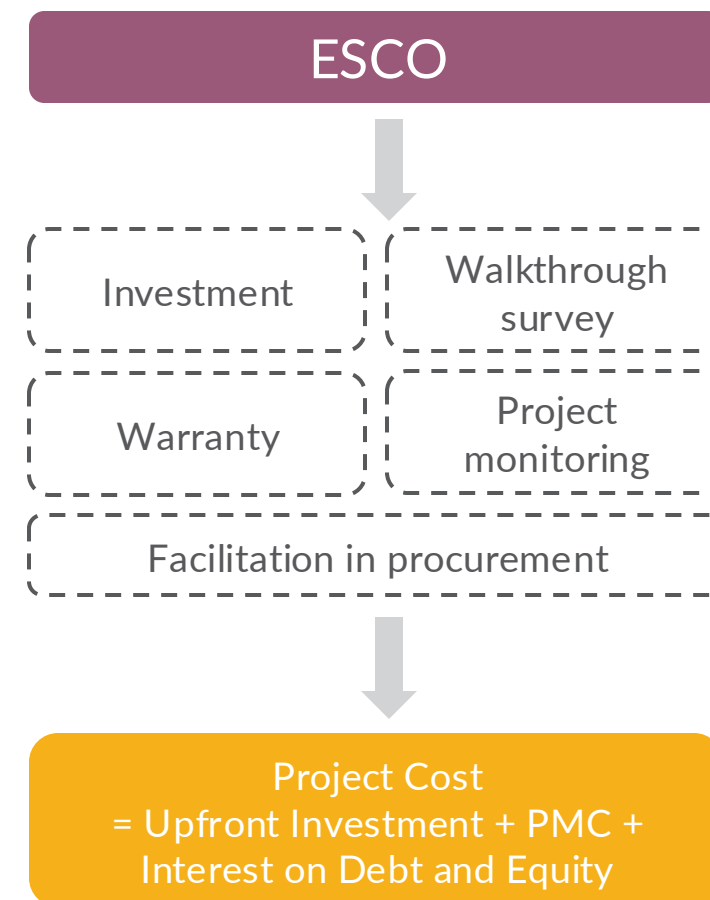 ESCO
Investment
Walkthrough
survey
Warranty
Project
monitoring
Facilitation in procurement
Project Cost
= Upfront Investment + PMC +
Interest on Debt and Equity